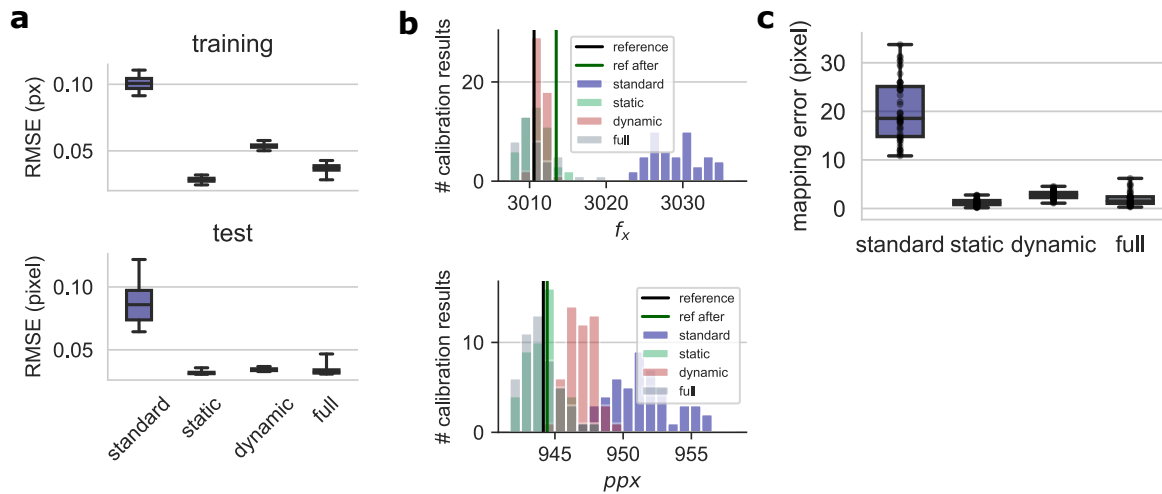 a
training
RMSE (px)
0.10
0.05
test
RMSE (pixel)
0.10
0.05
standard
static
dynamic
full
b
# calibration results
20
0
3010
3020
3030
f_x
reference
ref after
standard
static
dynamic
full
# calibration results
10
0
945
950
955
ppx
reference
ref after
standard
static
dynamic
full
c
mapping error (pixel)
30
20
10
0
standard
static
dynamic
full